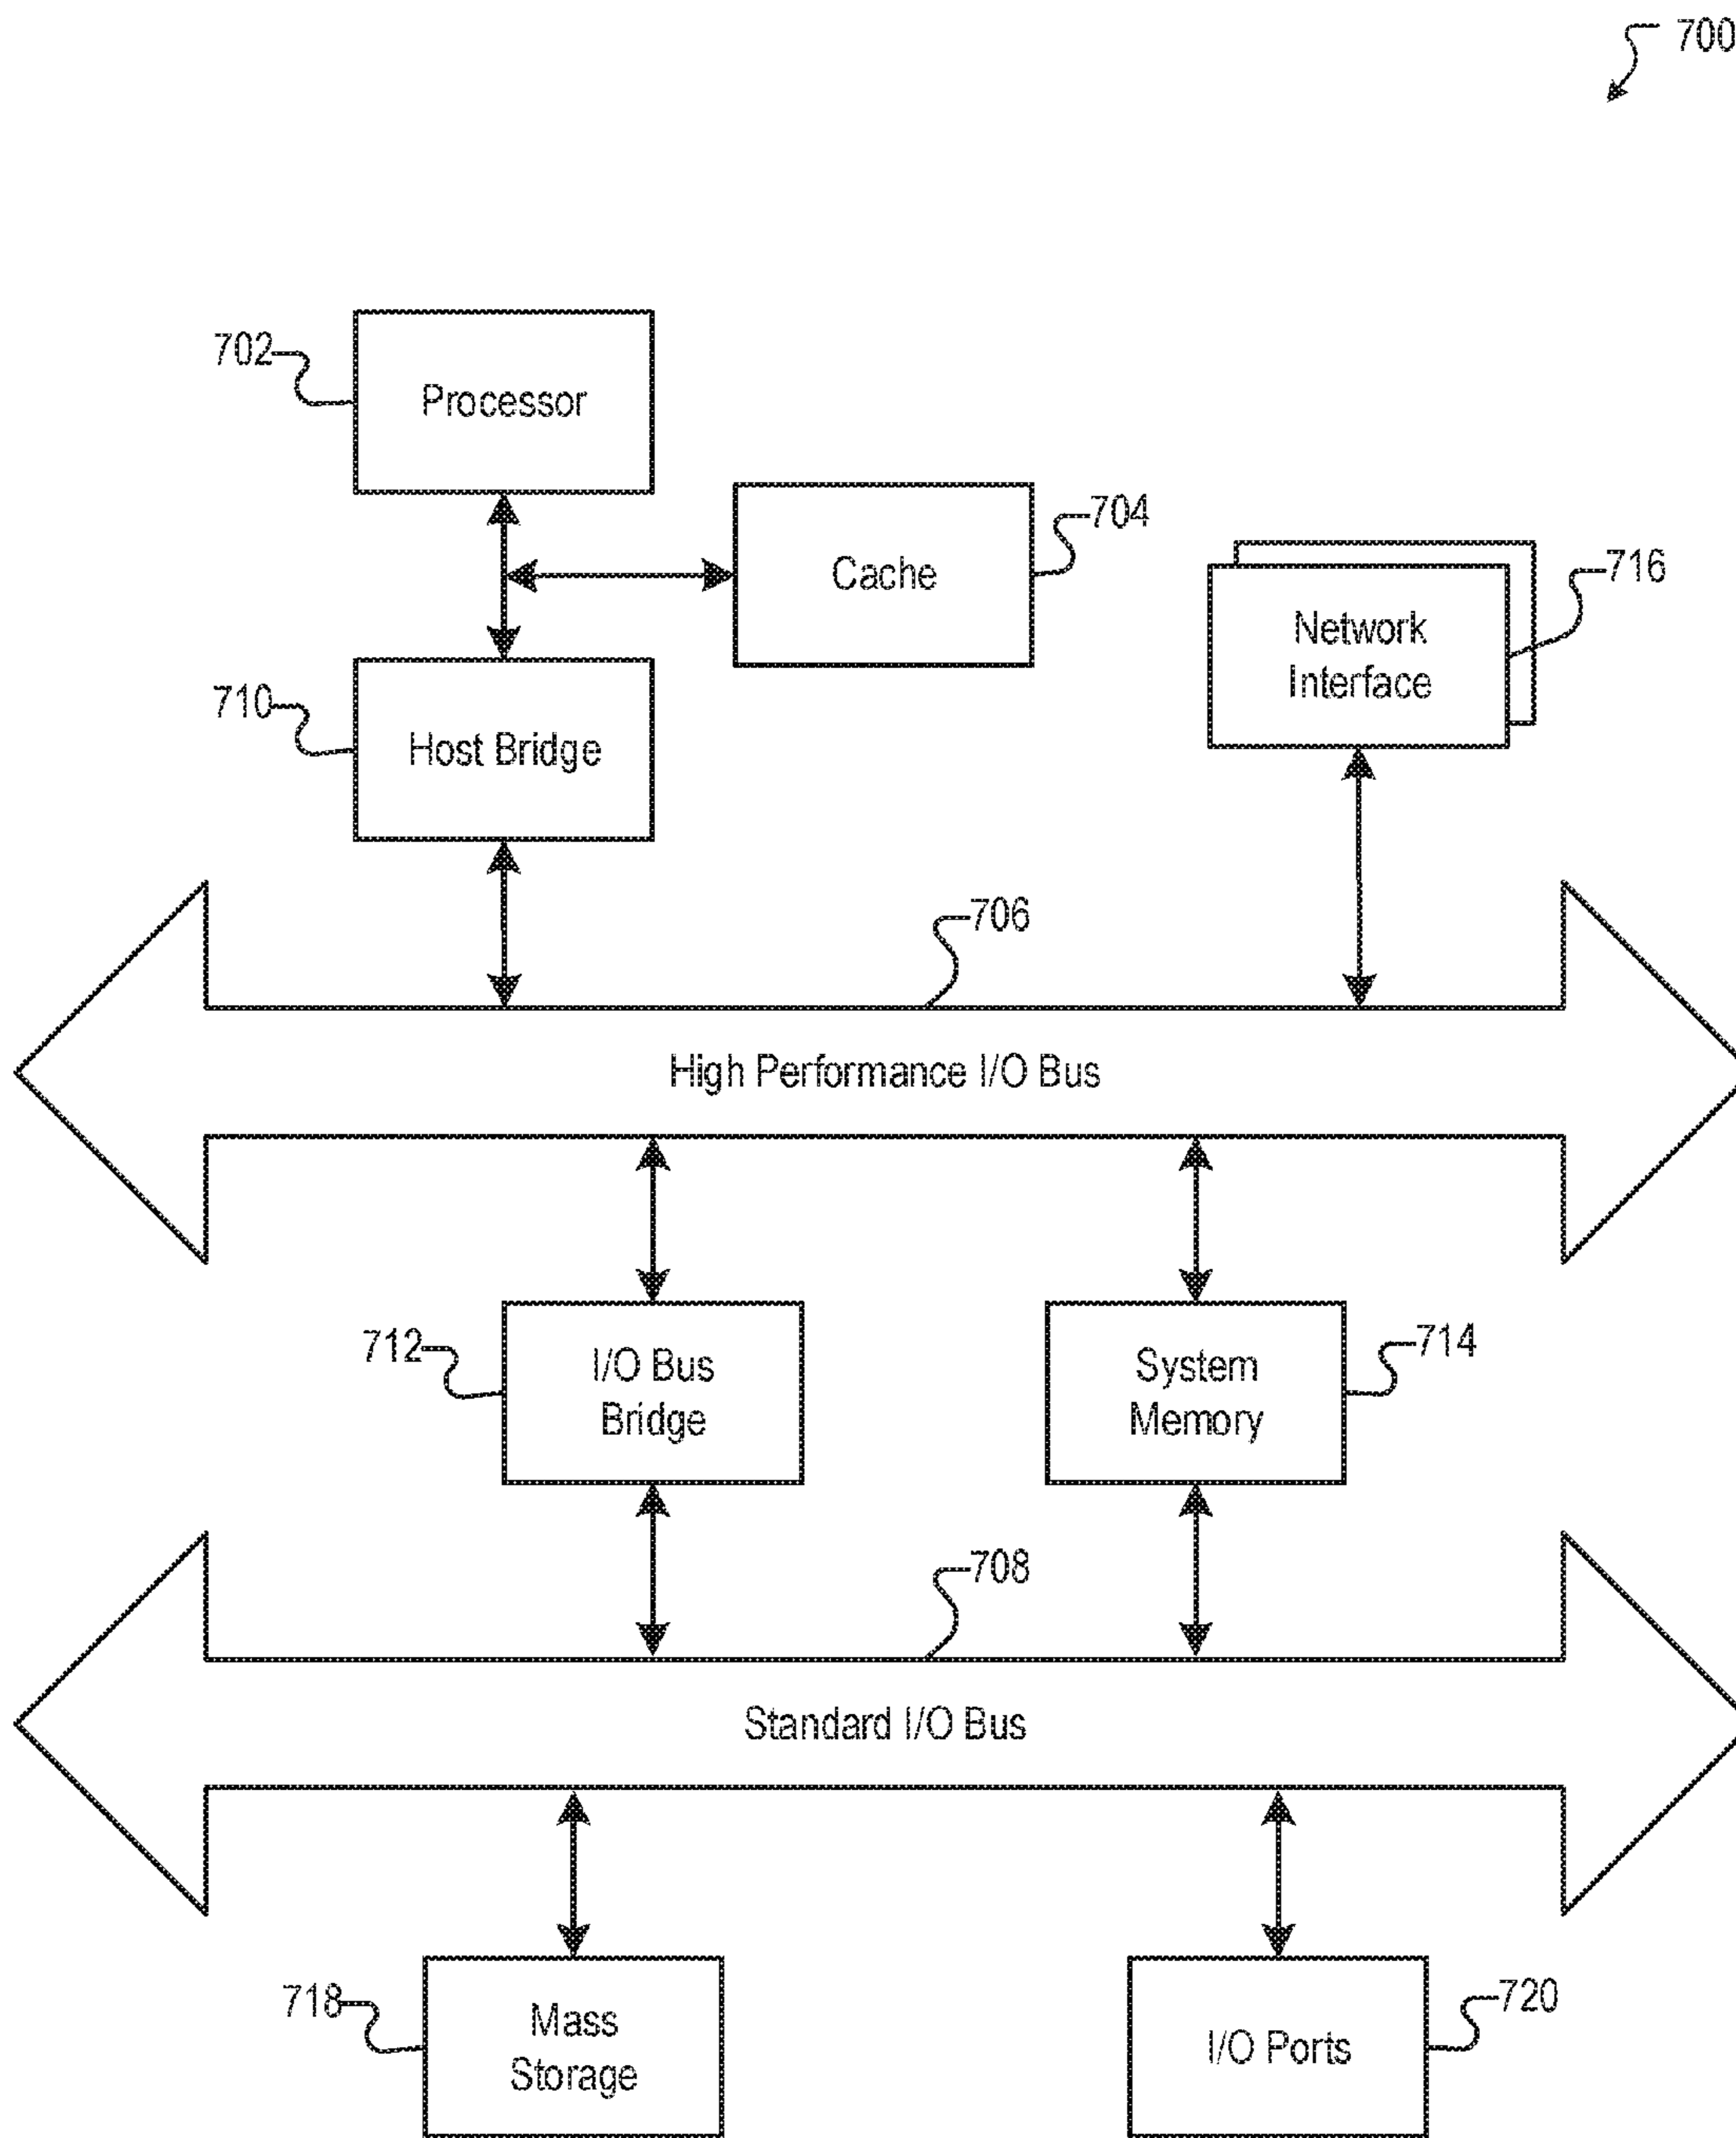 700
702
Processor
704
Cache
716
Network
Interface
710
Host Bridge
706
High Performance I/O Bus
712
I/O Bus
Bridge
714
System
Memory
708
Standard I/O Bus
718
Mass
Storage
720
I/O Ports